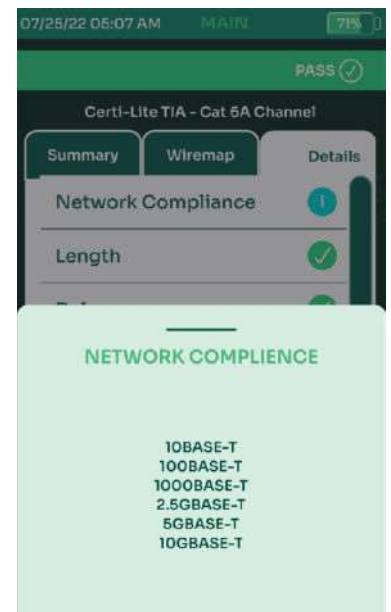 07/25/22 05:07 AM MAIN 71%
PASS
Certi-Lite TIA - Cat 6A Channel
Summary Wiremap Details
Network Compliance
Length
NETWORK COMPLIENCE
10BASE-T
100BASE-T
1000BASE-T
2.5GBASE-T
5GBASE-T
10GBASE-T